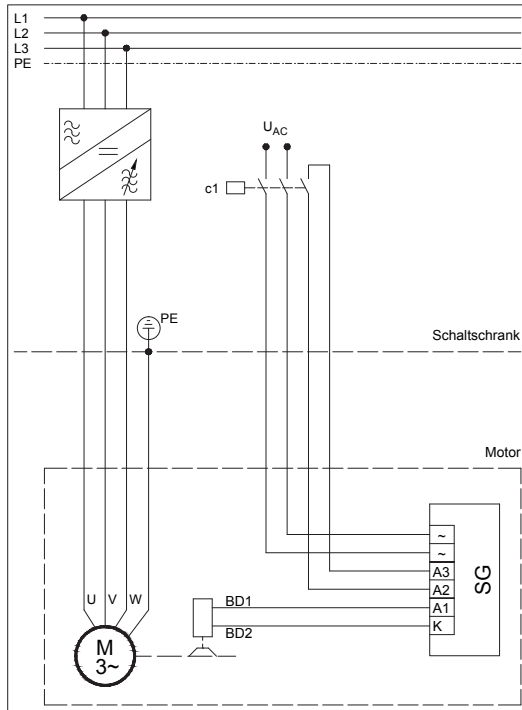 L1
L2
L3
PE
U_AC
c1
PE
Schaltschrank
Motor
~
~
A3
A2
A1
K
SG
BD1
BD2
U V W
M
3~